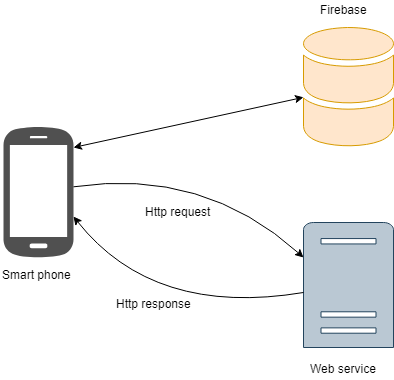 Firebase
Http request
Smart phone
Http response
Web service